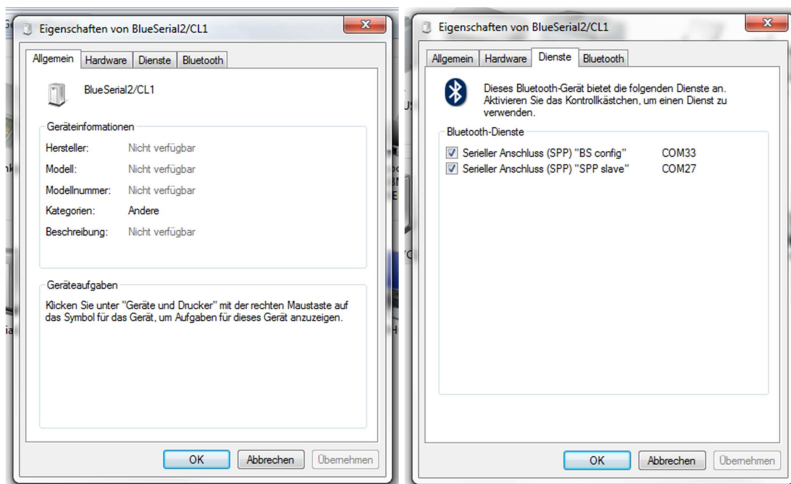 Eigenschaften von BlueSerial2/CL1
Allgemein Hardware Dienste Bluetooth
BlueSerial2/CL1
Geräteinformationen
Hersteller: Nicht verfügbar
Modell: Nicht verfügbar
Modellnummer: Nicht verfügbar
Kategorien: Andere
Beschreibung: Nicht verfügbar
Geräteaufgaben
Klicken Sie unter "Geräte und Drucker" mit der rechten Maustaste auf
das Symbol für das Gerät, um Aufgaben für dieses Gerät anzuzeigen.
OK Abbrechen Übernehmen
Eigenschaften von BlueSerial2/CL1
Allgemein Hardware Dienste Bluetooth
Dieses Bluetooth-Gerät bietet die folgenden Dienste an.
Aktivieren Sie das Kontrollkästchen, um einen Dienst zu
verwenden.
Bluetooth-Dienste
Serieller Anschluss (SPP) "BS config" COM33
Serieller Anschluss (SPP) "SPP slave" COM27
OK Abbrechen Übernehmen